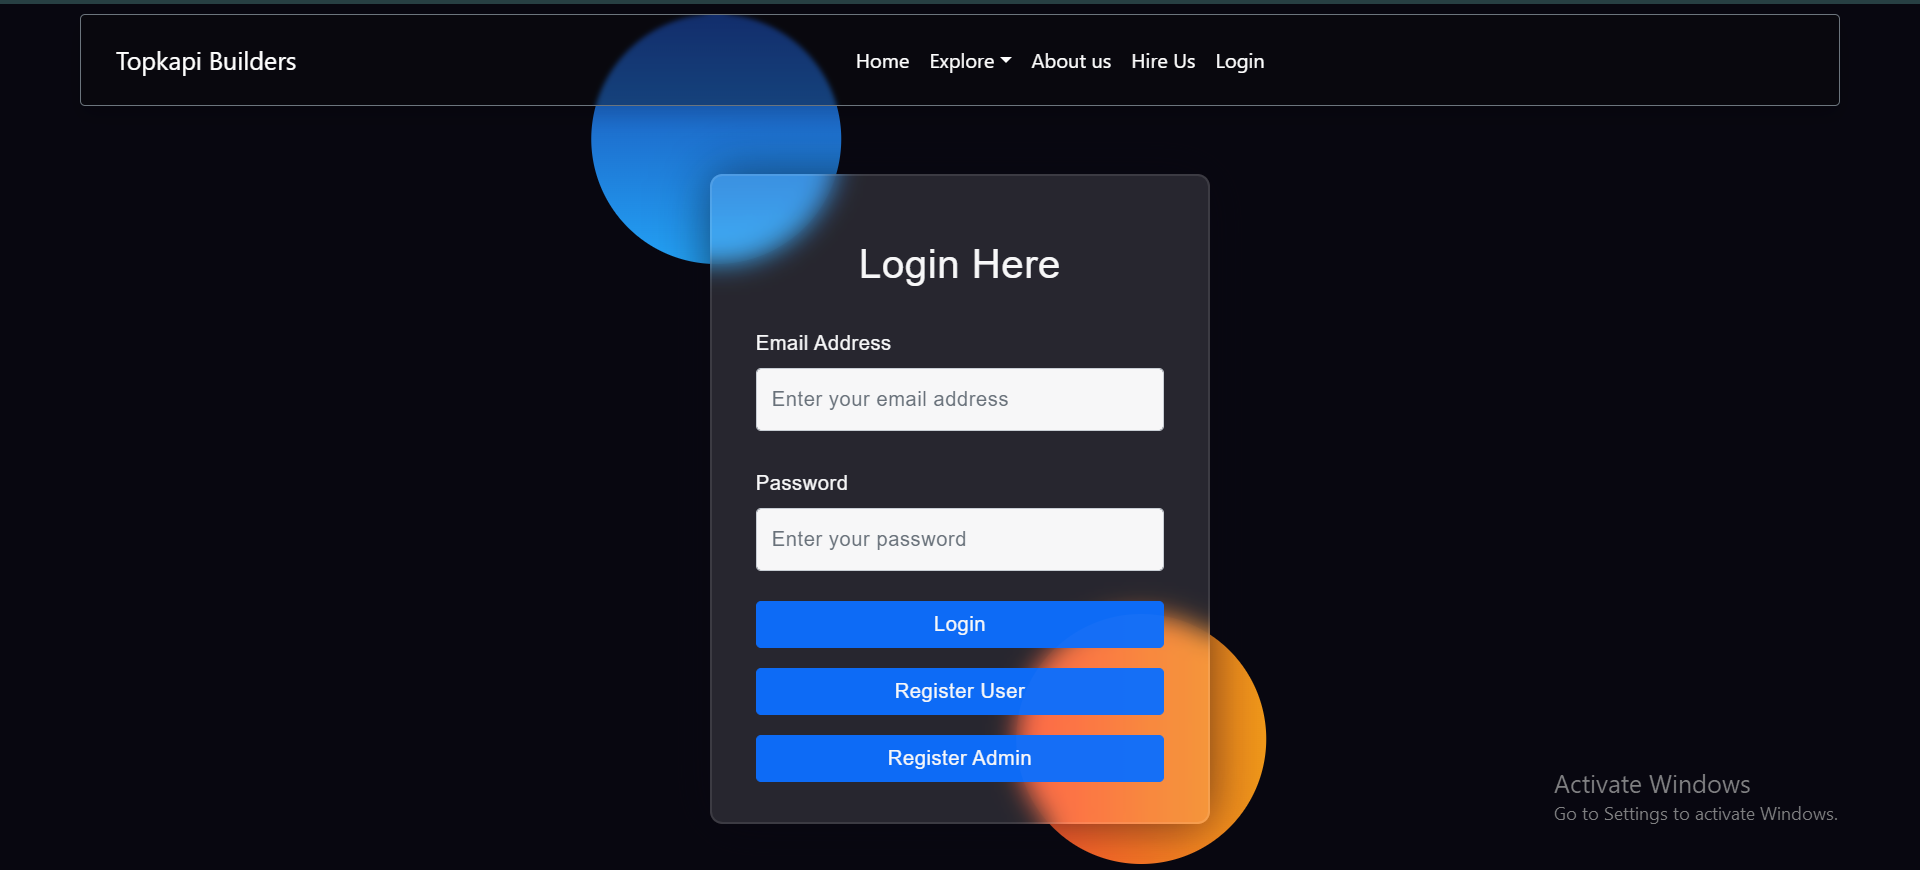 Topkapi Builders
Home Explore About us Hire Us Login
Login Here
Email Address
Enter your email address
Password
Enter your password
Login
Register User
Register Admin
Activate Windows
Go to Settings to activate Windows.